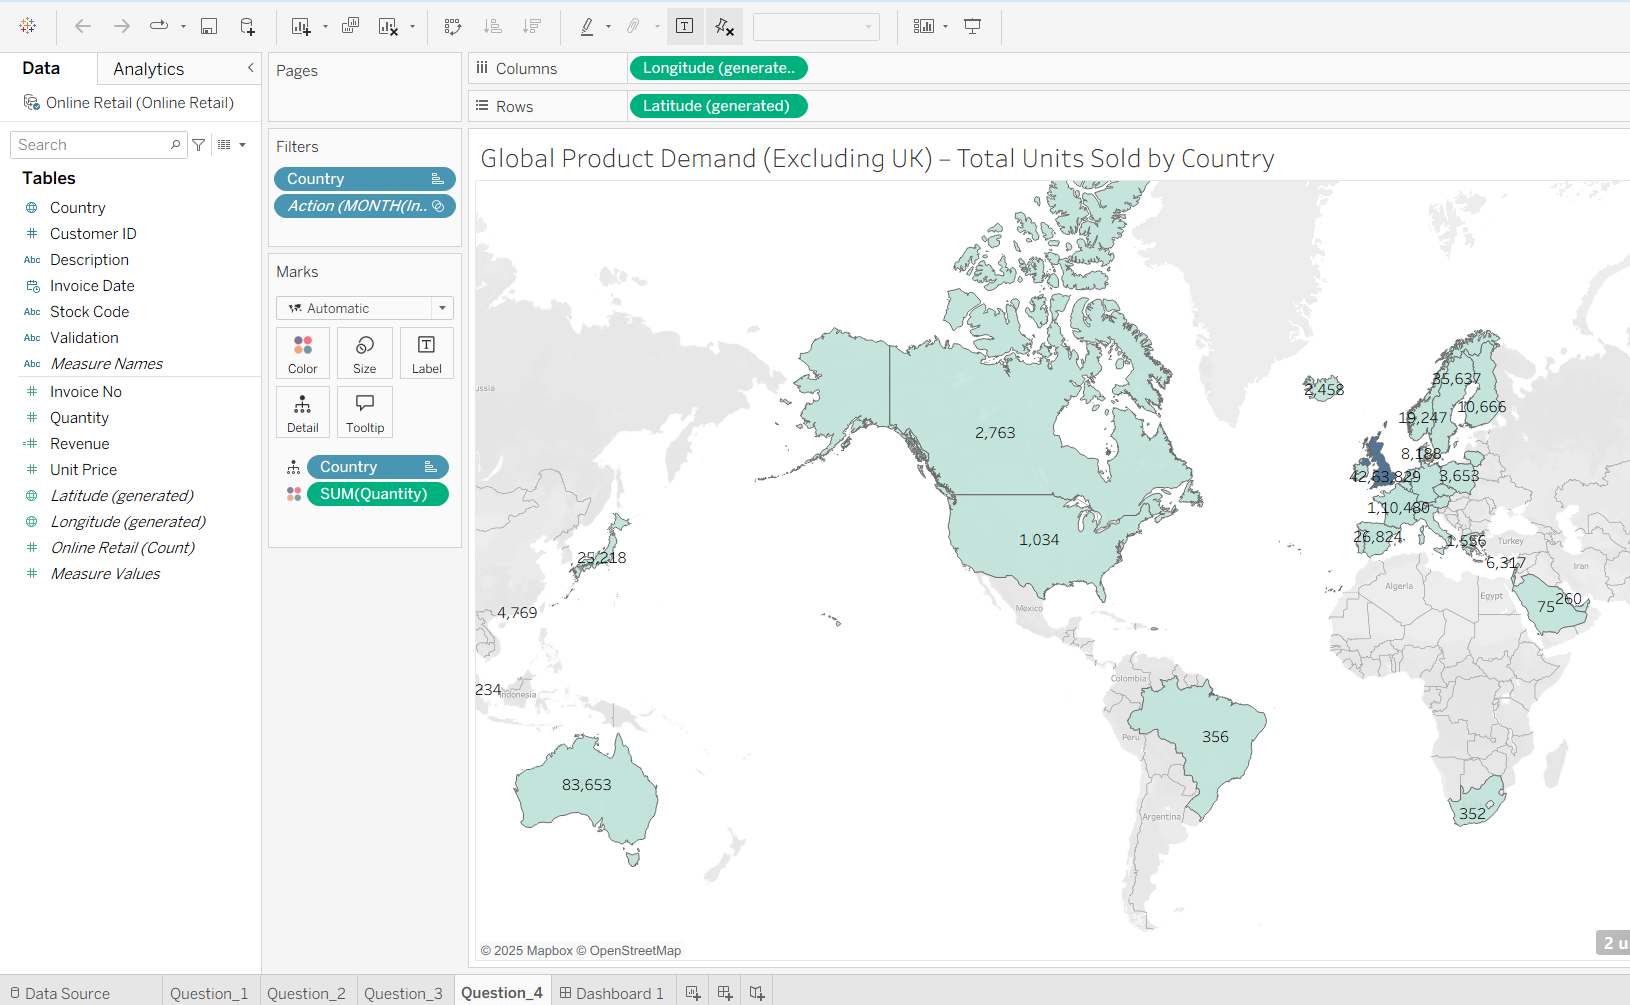 Data
Analytics
Online Retail (Online Retail)
Search
Tables
Country
# Customer ID
Abc Description
Invoice Date
Abc Stock Code
Abc Validation
Abc Measure Names
# Invoice No
# Quantity
=# Revenue
# Unit Price
Latitude (generated)
Longitude (generated)
# Online Retail (Count)
# Measure Values
Pages
Filters
Country
Action (MONTH(In..
Marks
Automatic
Color
Size
T
Label
Detail
Tooltip
Country
SUM(Quantity)
T
Columns
Longitude (generate..
Rows
Latitude (generated)
Global Product Demand (Excluding UK) – Total Units Sold by Country
ussia
2,763
1,034
Mexico
25,218
4,769
234
Indonesia
83,653
Colombia
Peru
356
Argentina
2,458
35,637
10,666
19,247
8,188
42,63,829
3,653
1,10,480
26,824
1,556
Turkey
6,317
Iran
Algeria
Egypt
75
260
352
© 2025 Mapbox © OpenStreetMap
2 u
Data Source
Question_1
Question_2
Question_3
Question_4
Dashboard 1